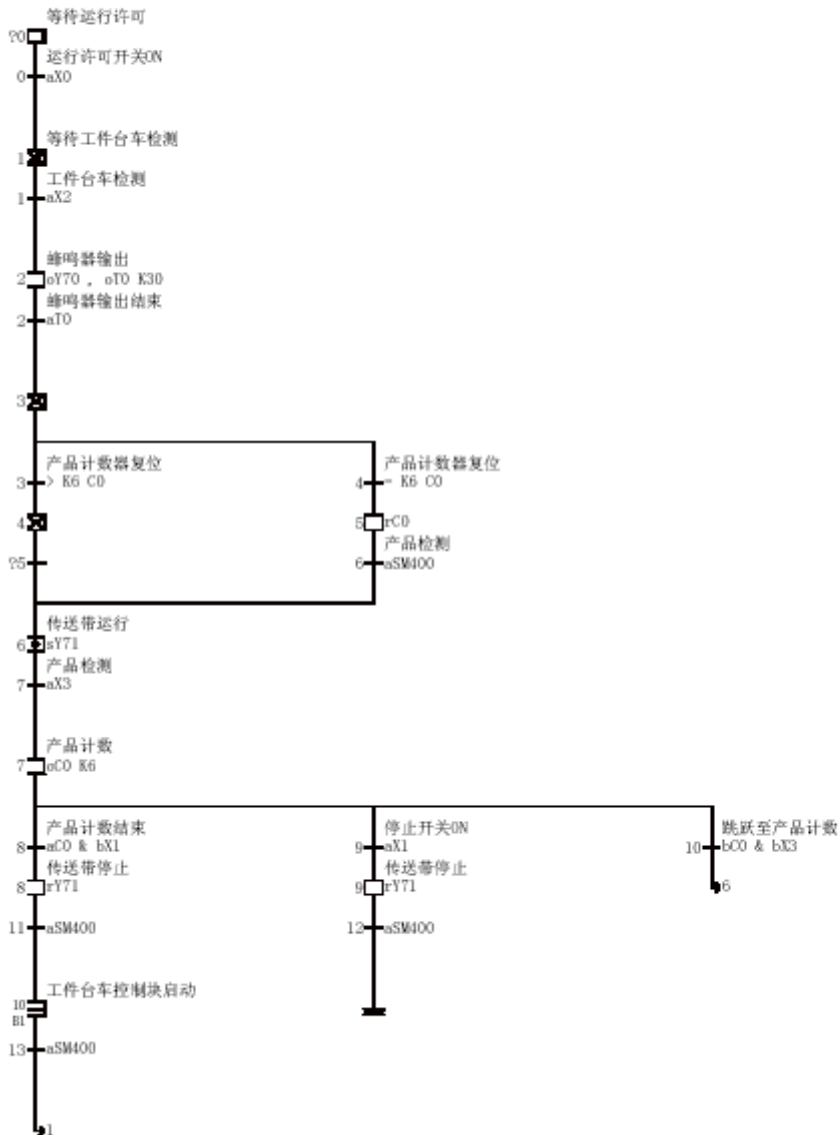 等待运行许可
?0
运行许可开关ON
0 aX0
等待工件台车检测
1
工件台车检测
1 aX2
蜂鸣器输出
2 oY70 , oT0 K30
蜂鸣器输出结束
2 aT0
3
产品计数器复位 产品计数器复位
3 > K6 C0 4 = K6 C0
4 5 rC0
产品检测
?5 6 aSM400
传送带运行
6 sY71
产品检测
7 aX3
产品计数
7 oC0 K6
产品计数结束 停止开关ON 跳跃至产品计数
8 aC0 & bX1 9 aX1 10 bC0 & bX3
传送带停止 传送带停止
8 rY71 9 rY71 6
11 aSM400 12 aSM400
工件台车控制块启动
10
B1
13 aSM400
1